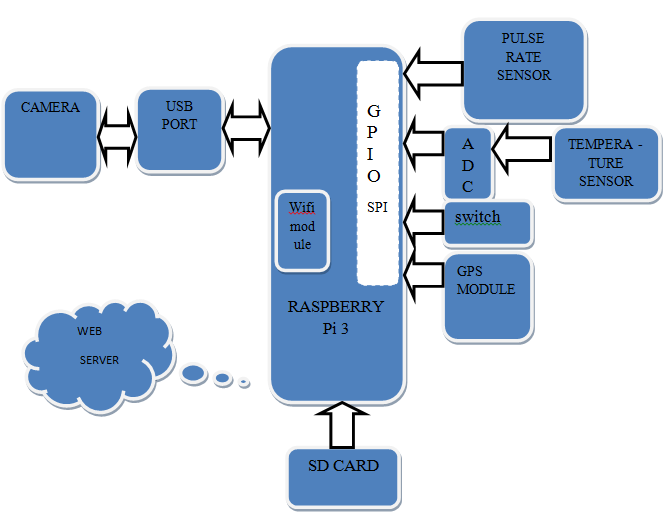 CAMERA
USB
PORT
G
P
I
O
SPI
Wifi
mod
ule
RASPBERRY
Pi 3
PULSE
RATE
SENSOR
A
D
C
TEMPERA -
TURE
SENSOR
switch
GPS
MODULE
WEB
SERVER
SD CARD